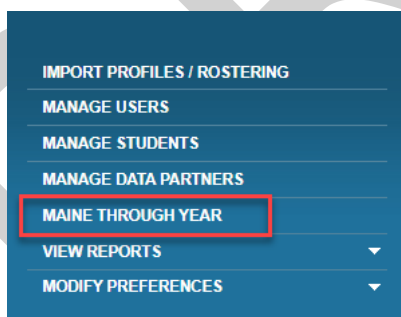 IMPORT PROFILES / ROSTERING
MANAGE USERS
MANAGE STUDENTS
MANAGE DATA PARTNERS
MAINE THROUGH YEAR
VIEW REPORTS
MODIFY PREFERENCES